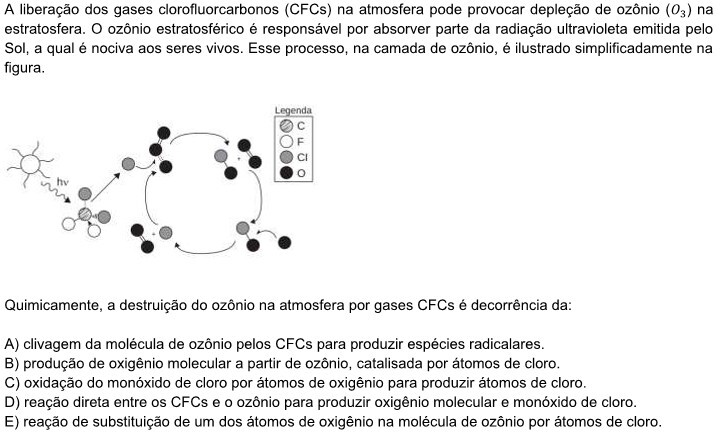 A liberação dos gases clorofluorcarbonos (CFCs) na atmosfera pode provocar depleção de ozônio (O₃) na
estratosfera. O ozônio estratosférico é responsável por absorver parte da radiação ultravioleta emitida pelo
Sol, a qual é nociva aos seres vivos. Esse processo, na camada de ozônio, é ilustrado simplificadamente na
figura.
Legenda
C
F
Cl
O
hν
+
+
Quimicamente, a destruição do ozônio na atmosfera por gases CFCs é decorrência da:
A) clivagem da molécula de ozônio pelos CFCs para produzir espécies radicalares.
B) produção de oxigênio molecular a partir de ozônio, catalisada por átomos de cloro.
C) oxidação do monóxido de cloro por átomos de oxigênio para produzir átomos de cloro.
D) reação direta entre os CFCs e o ozônio para produzir oxigênio molecular e monóxido de cloro.
E) reação de substituição de um dos átomos de oxigênio na molécula de ozônio por átomos de cloro.